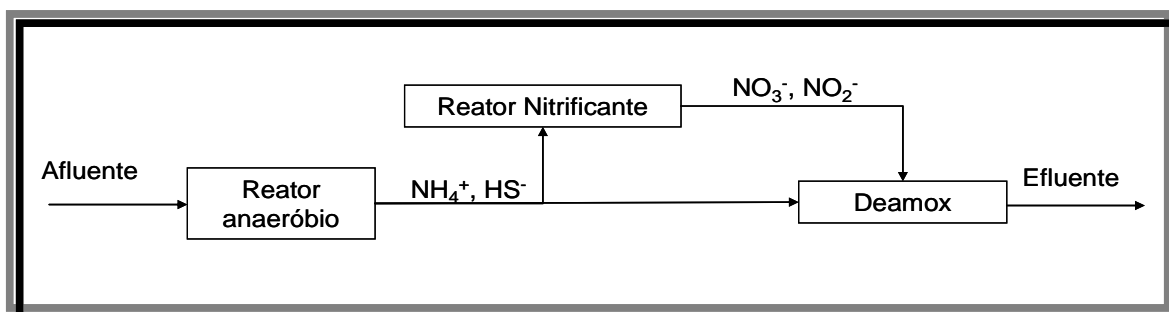 NO₃⁻, NO₂⁻
Reator Nitrificante
Afluente
Reator
anaeróbio
NH₄⁺, HS⁻
Efluente
Deamox